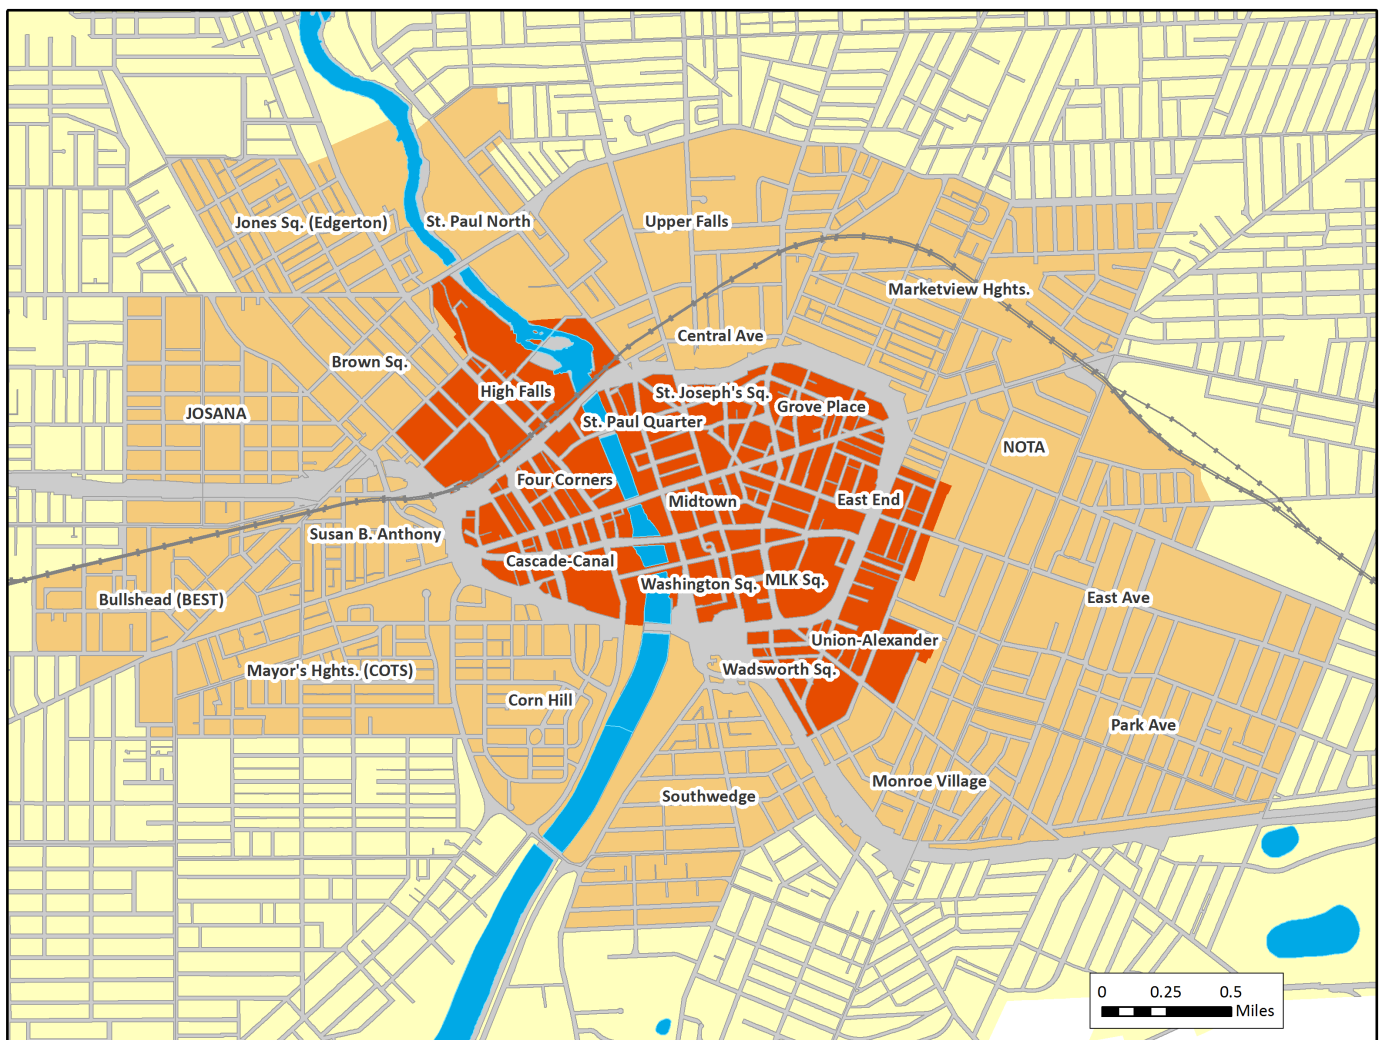 Jones Sq. (Edgerton)
St. Paul North
Upper Falls
Marketview Hghts.
Central Ave
Brown Sq.
High Falls
St. Joseph's Sq.
Grove Place
JOSANA
St. Paul Quarter
NOTA
Four Corners
Midtown
East End
Susan B. Anthony
Cascade-Canal
Washington Sq.
MLK Sq.
Bullshead (BEST)
East Ave
Union-Alexander
Mayor's Hghts. (COTS)
Wadsworth Sq.
Corn Hill
Park Ave
Monroe Village
Southwedge
0 0.25 0.5
Miles